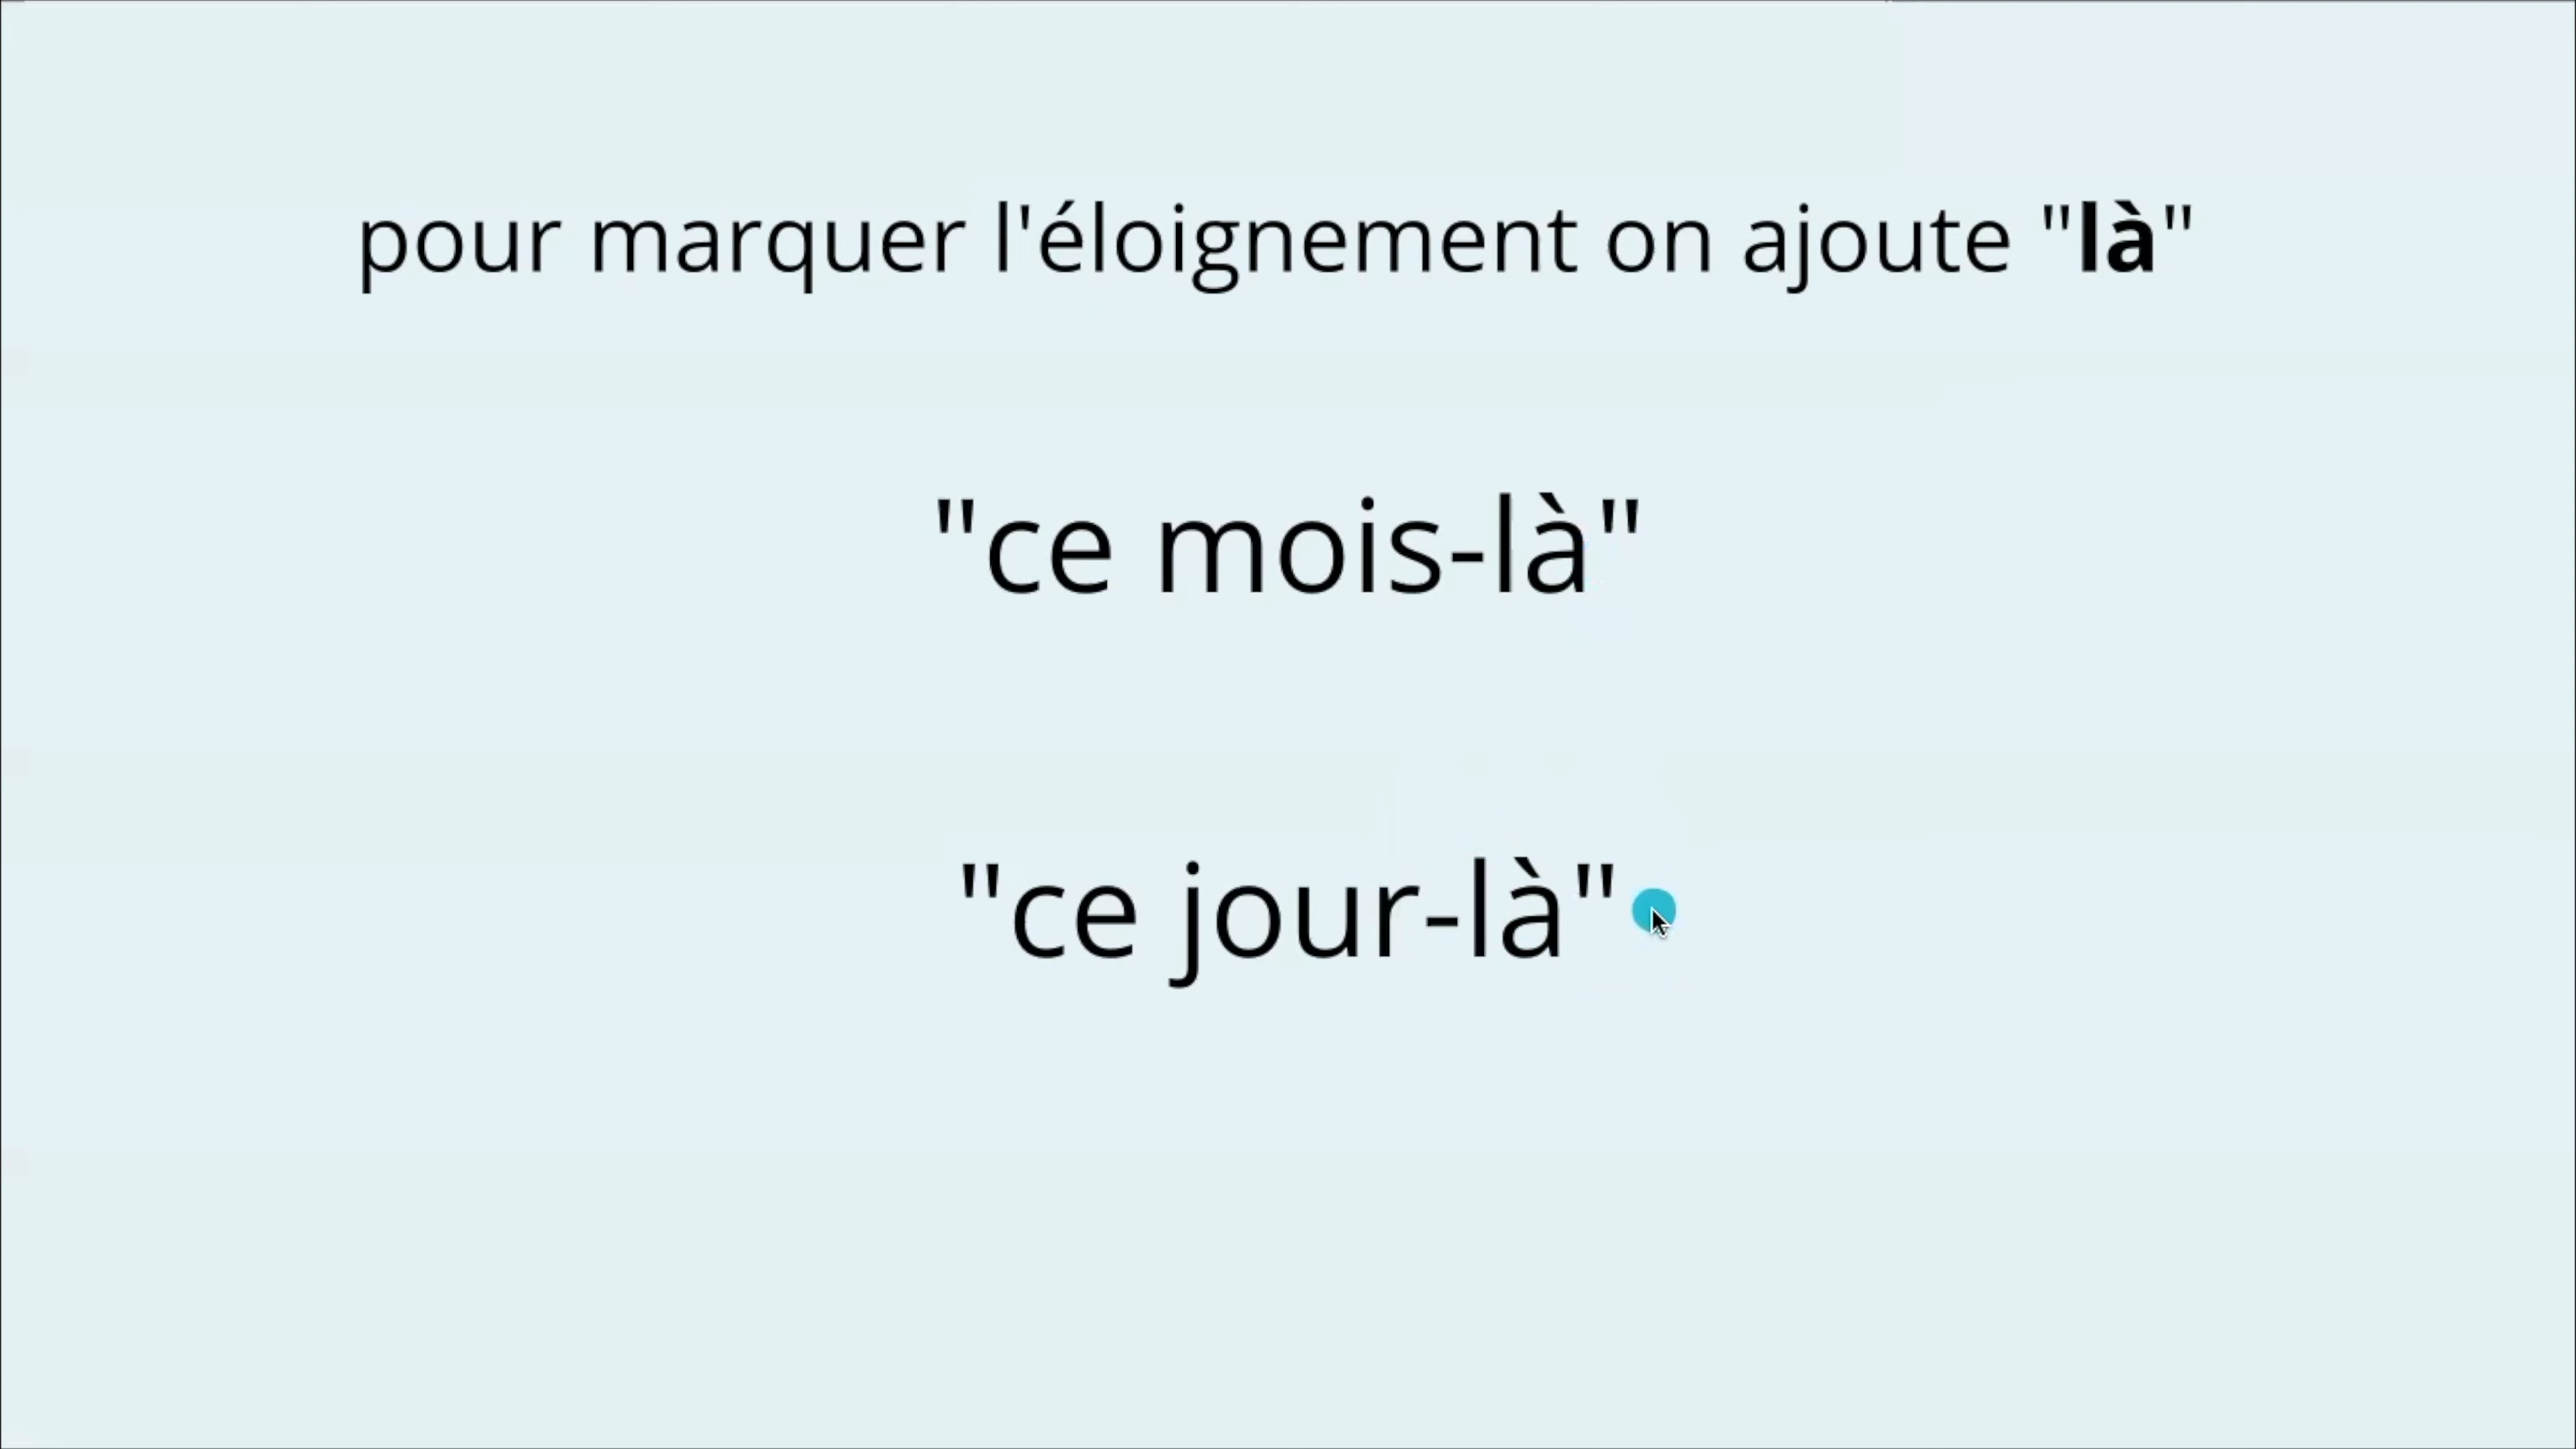 pour marquer l'éloignement on ajoute "là"
"ce mois-là"
"ce jour-là"